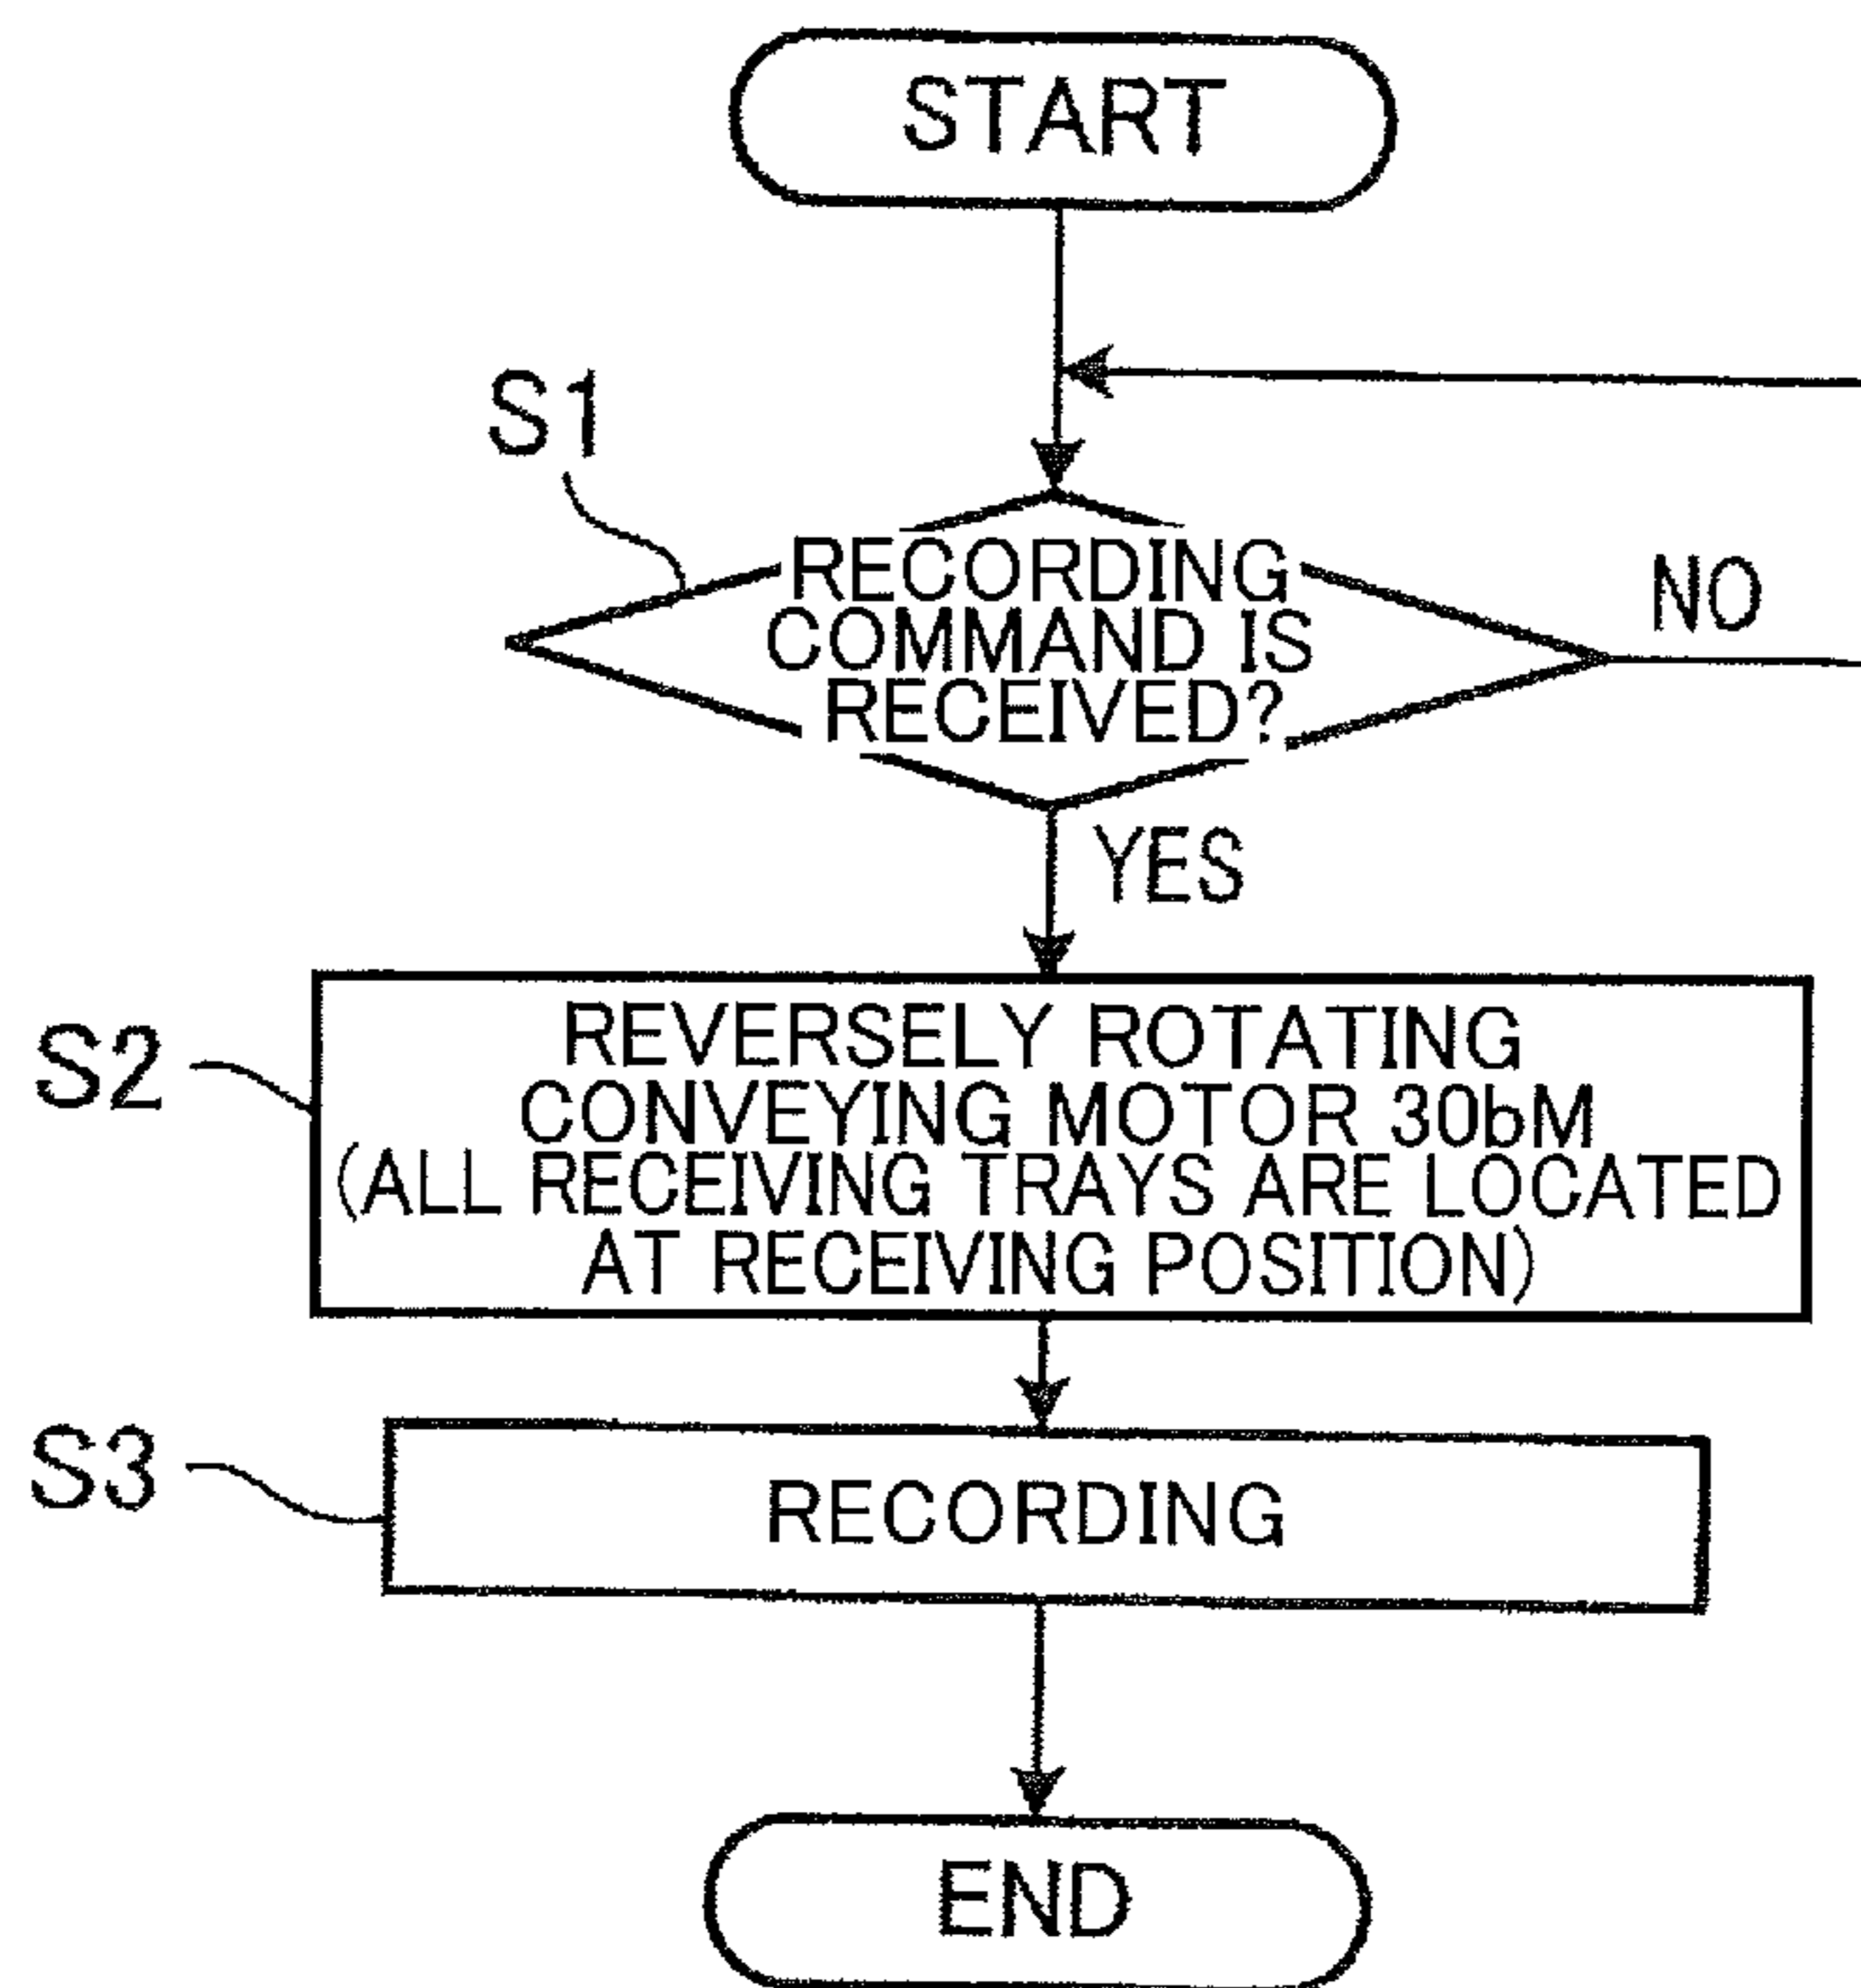 START
S1
RECORDING
COMMAND IS
RECEIVED?
NO
YES
S2
REVERSELY ROTATING
CONVEYING MOTOR 30bM
(ALL RECEIVING TRAYS ARE LOCATED
AT RECEIVING POSITION)
S3
RECORDING
END